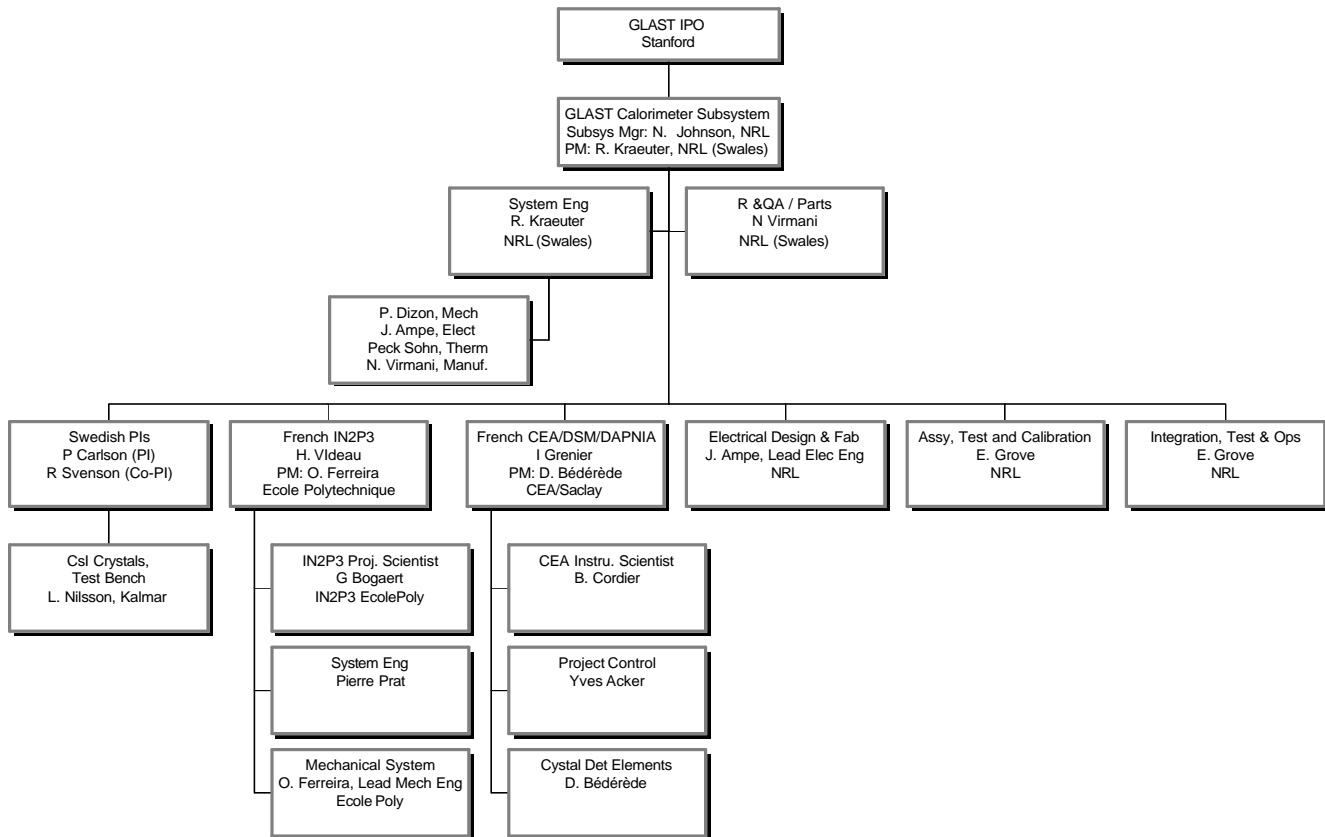 GLAST IPO
Stanford
GLAST Calorimeter Subsystem
Subsys Mgr: N. Johnson, NRL
PM: R. Kraeuter, NRL (Swales)
System Eng
R. Kraeuter
NRL (Swales)
R &QA / Parts
N Virmani
NRL (Swales)
P. Dizon, Mech
J. Ampe, Elect
Peck Sohn, Therm
N. Virmani, Manuf.
Swedish PIs
P Carlson (PI)
R Svenson (Co-PI)
French IN2P3
H. VIdeau
PM: O. Ferreira
Ecole Polytechnique
French CEA/DSM/DAPNIA
I Grenier
PM: D. Bédérède
CEA/Saclay
Electrical Design & Fab
J. Ampe, Lead Elec Eng
NRL
Assy, Test and Calibration
E. Grove
NRL
Integration, Test & Ops
E. Grove
NRL
CsI Crystals,
Test Bench
L. Nilsson, Kalmar
IN2P3 Proj. Scientist
G Bogaert
IN2P3 EcolePoly
CEA Instru. Scientist
B. Cordier
System Eng
Pierre Prat
Project Control
Yves Acker
Mechanical System
O. Ferreira, Lead Mech Eng
Ecole Poly
Cystal Det Elements
D. Bédérède